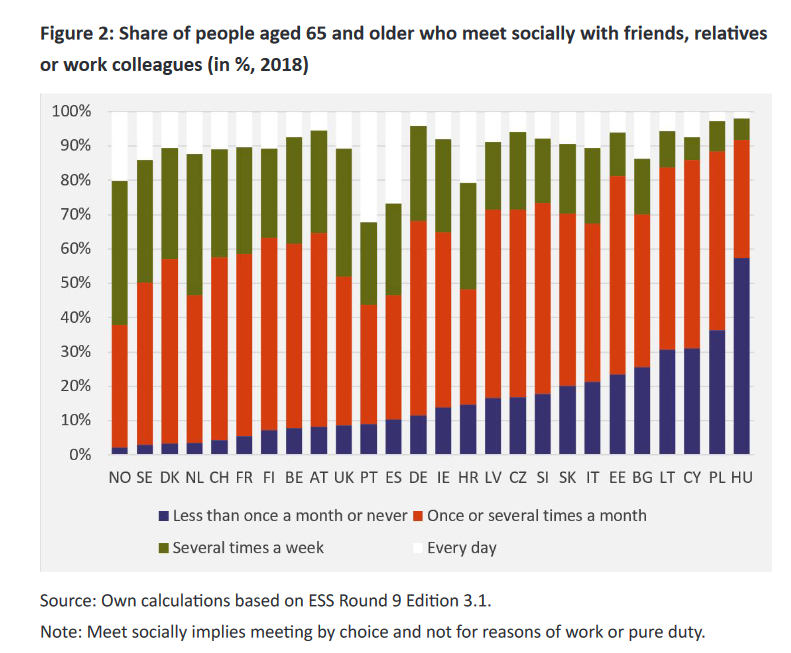 Figure 2: Share of people aged 65 and older who meet socially with friends, relatives
or work colleagues (in %, 2018)
100%
90%
80%
70%
60%
50%
40%
30%
20%
10%
0%
NO SE DK NL CH FR FI BE AT UK PT ES DE IE HR LV CZ SI SK IT EE BG LT CY PL HU
Less than once a month or never Once or several times a month
Several times a week Every day
Source: Own calculations based on ESS Round 9 Edition 3.1.
Note: Meet socially implies meeting by choice and not for reasons of work or pure duty.